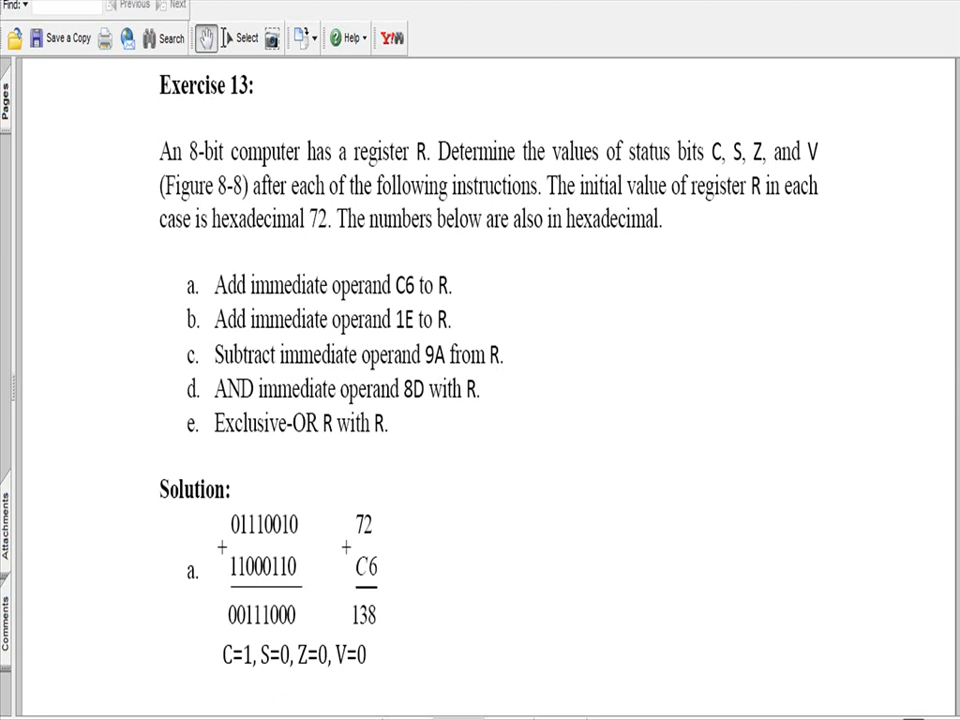 Find:
Previous Next
Save a Copy Search Select Help Y!
Pages
Exercise 13:
An 8-bit computer has a register R. Determine the values of status bits C, S, Z, and V
(Figure 8-8) after each of the following instructions. The initial value of register R in each
case is hexadecimal 72. The numbers below are also in hexadecimal.
a. Add immediate operand C6 to R.
b. Add immediate operand 1E to R.
c. Subtract immediate operand 9A from R.
d. AND immediate operand 8D with R.
e. Exclusive-OR R with R.
Solution:
01110010 72
+ +
a. 11000110 C6
00111000 138
C=1, S=0, Z=0, V=0
Attachments
Comments